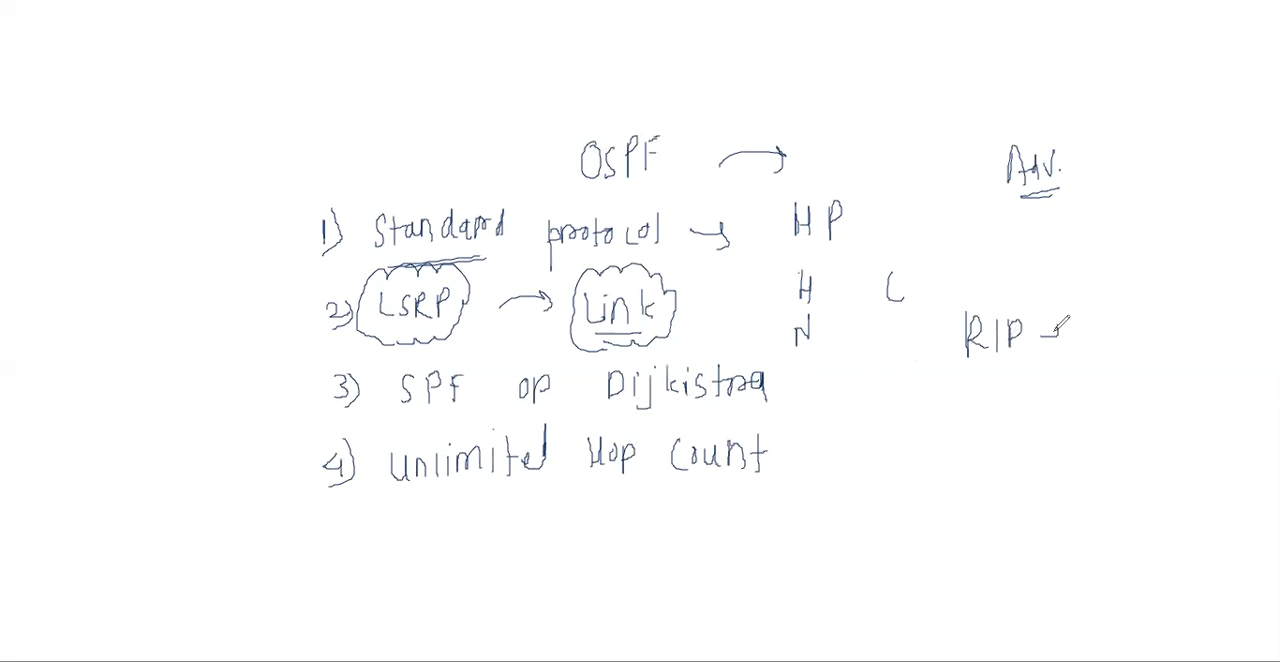 OSPF →
Adv.
1) Standard protocol → HP
2) LSRP → Link H C
N RIP →
3) SPF or Dijkistra
4) Unlimited Hop Count